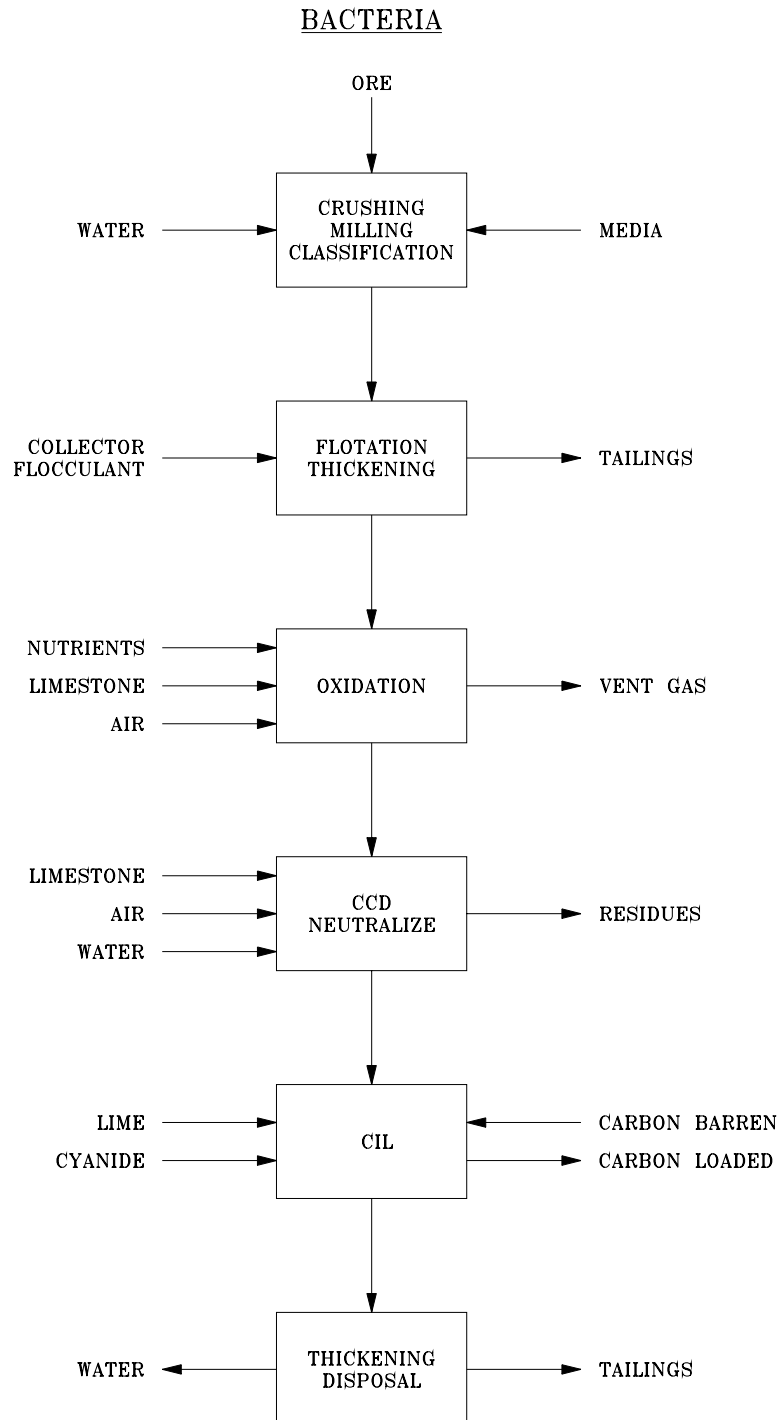 BACTERIA
ORE
WATER
CRUSHING
MILLING
CLASSIFICATION
MEDIA
COLLECTOR
FLOCCULANT
FLOTATION
THICKENING
TAILINGS
NUTRIENTS
LIMESTONE
AIR
OXIDATION
VENT GAS
LIMESTONE
AIR
WATER
CCD
NEUTRALIZE
RESIDUES
LIME
CYANIDE
CIL
CARBON BARREN
CARBON LOADED
WATER
THICKENING
DISPOSAL
TAILINGS